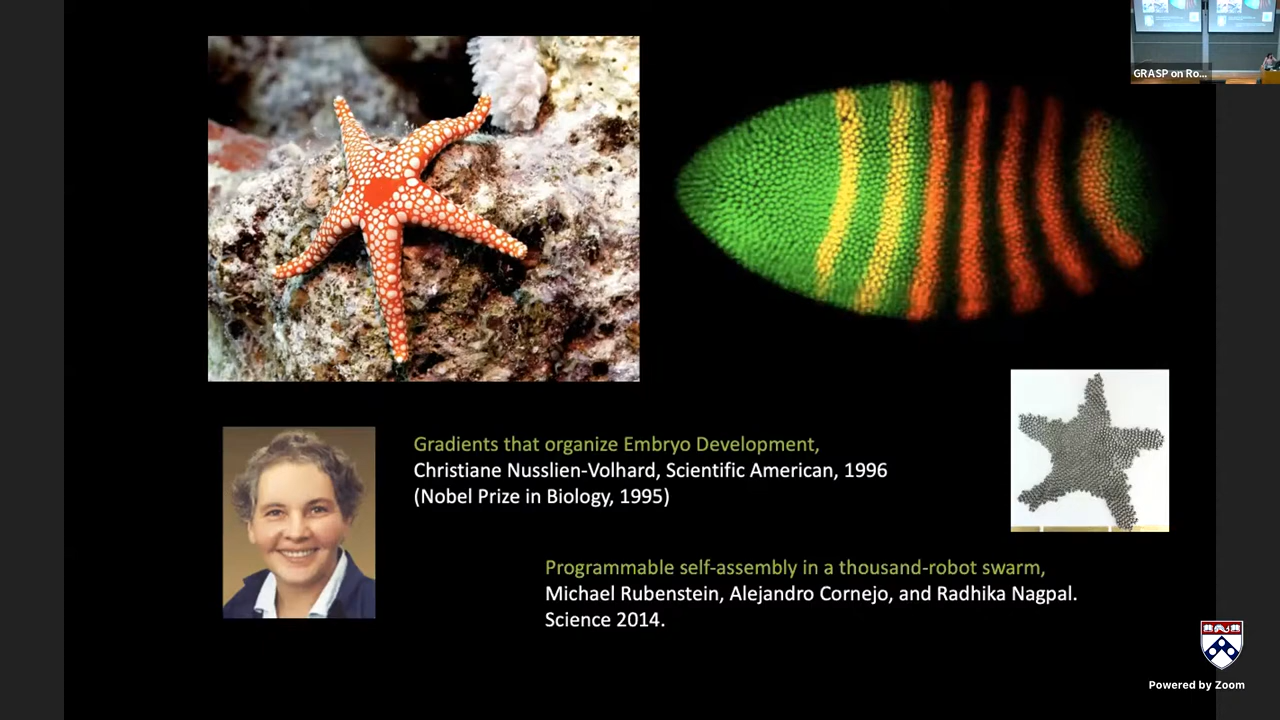 GRASP on Ro...
Gradients that organize Embryo Development,
Christiane Nusslien-Volhard, Scientific American, 1996
(Nobel Prize in Biology, 1995)
Programmable self-assembly in a thousand-robot swarm,
Michael Rubenstein, Alejandro Cornejo, and Radhika Nagpal.
Science 2014.
Powered by Zoom